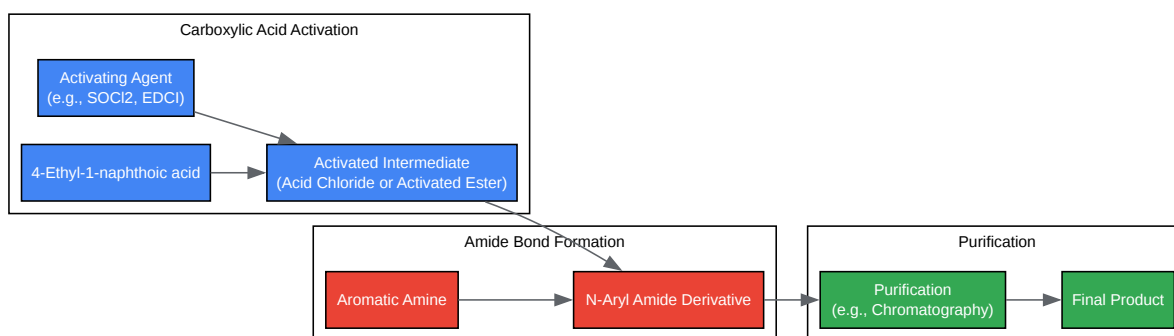 Carboxylic Acid Activation
Activating Agent
(e.g., SOCl2, EDCI)
4-Ethyl-1-naphthoic acid
Activated Intermediate
(Acid Chloride or Activated Ester)
Amide Bond Formation
Aromatic Amine
N-Aryl Amide Derivative
Purification
Purification
(e.g., Chromatography)
Final Product